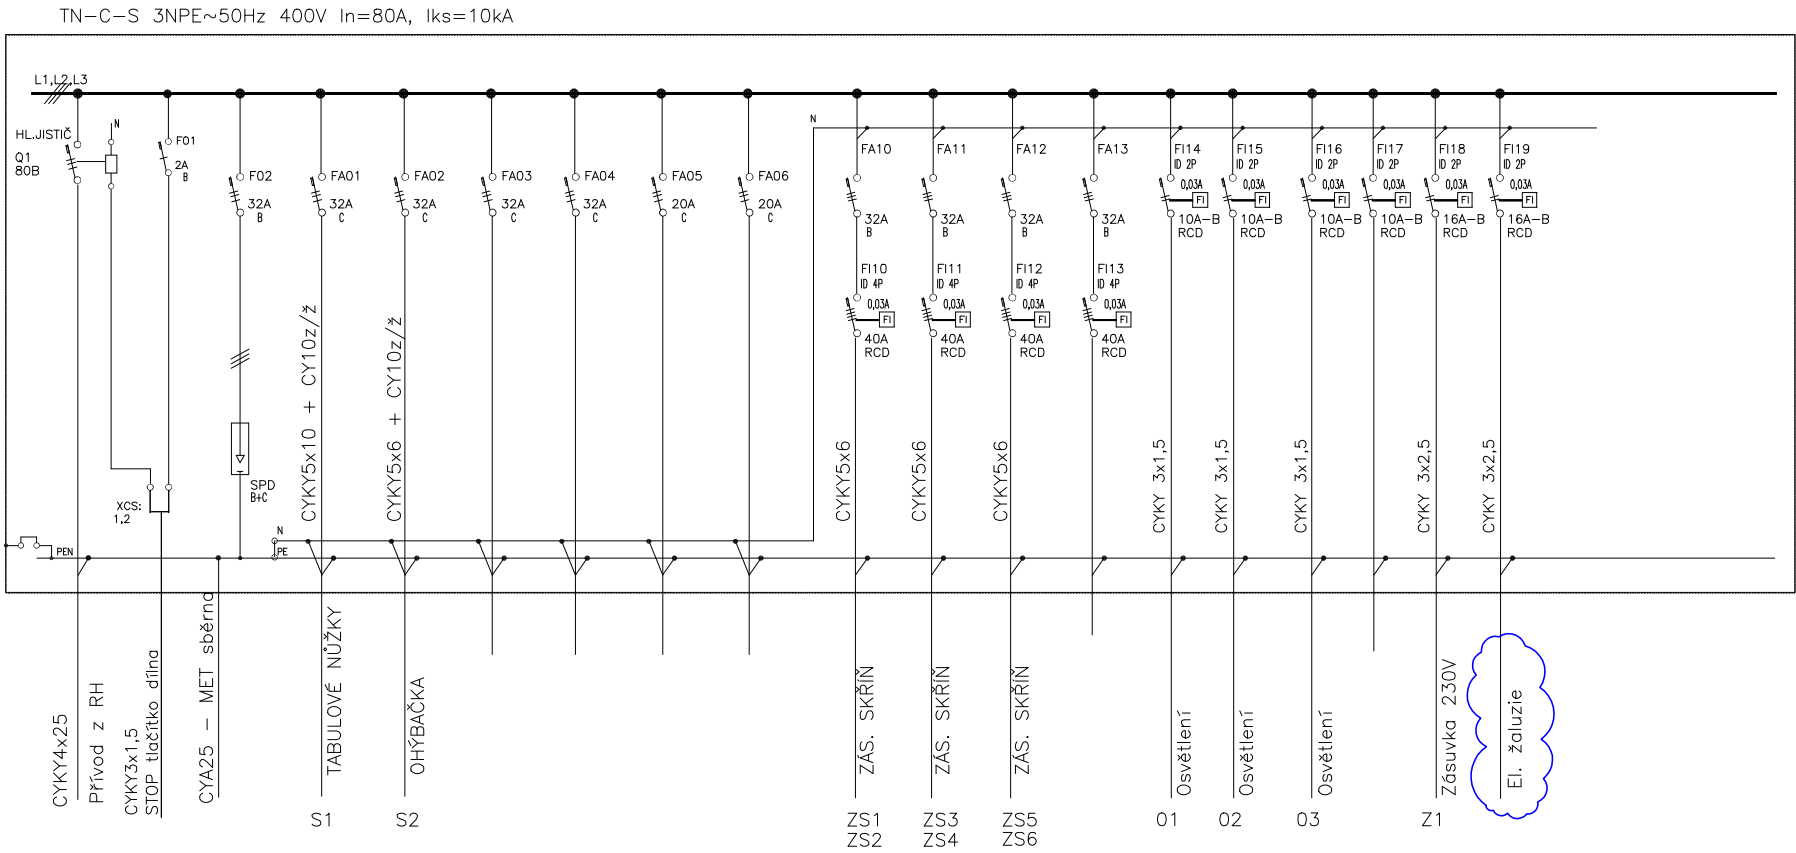 TN-C-S 3NPE~50Hz 400V In=80A, Iks=10kA
L1,L2,L3
HL.JISTIČ
Q1
80B
N
F01
2A
B
F02
32A
B
FA01
32A
C
FA02
32A
C
FA03
32A
C
FA04
32A
C
FA05
20A
C
FA06
20A
C
N
FA10
32A
B
FI10
ID 4P
0,03A
FI
40A
RCD
FA11
32A
B
FI11
ID 4P
0,03A
FI
40A
RCD
FA12
32A
B
FI12
ID 4P
0,03A
FI
40A
RCD
FA13
32A
B
FI13
ID 4P
0,03A
FI
40A
RCD
FI14
ID 2P
0,03A
FI
10A-B
RCD
FI15
ID 2P
0,03A
FI
10A-B
RCD
FI16
ID 2P
0,03A
FI
10A-B
RCD
FI17
ID 2P
0,03A
FI
10A-B
RCD
FI18
ID 2P
0,03A
FI
16A-B
RCD
FI19
ID 2P
0,03A
FI
16A-B
RCD
SPD
B+C
XCS:
1,2
PEN
N
PE
CYKY5x10 + CY10z/ž
CYKY5x6 + CY10z/ž
CYKY5x6
CYKY5x6
CYKY5x6
CYKY 3x1,5
CYKY 3x1,5
CYKY 3x1,5
CYKY 3x2,5
CYKY 3x2,5
CYKY4x25
Přívod z RH
CYKY3x1,5
STOP tlačítko dílna
CYA25 - MET sběrna
TABULOVÉ NŮŽKY
OHÝBAČKA
ZÁS. SKŘÍŇ
ZÁS. SKŘÍŇ
ZÁS. SKŘÍŇ
Osvětlení
Osvětlení
Osvětlení
Zásuvka 230V
El. žaluzie
S1
S2
ZS1
ZS2
ZS3
ZS4
ZS5
ZS6
01
02
03
Z1